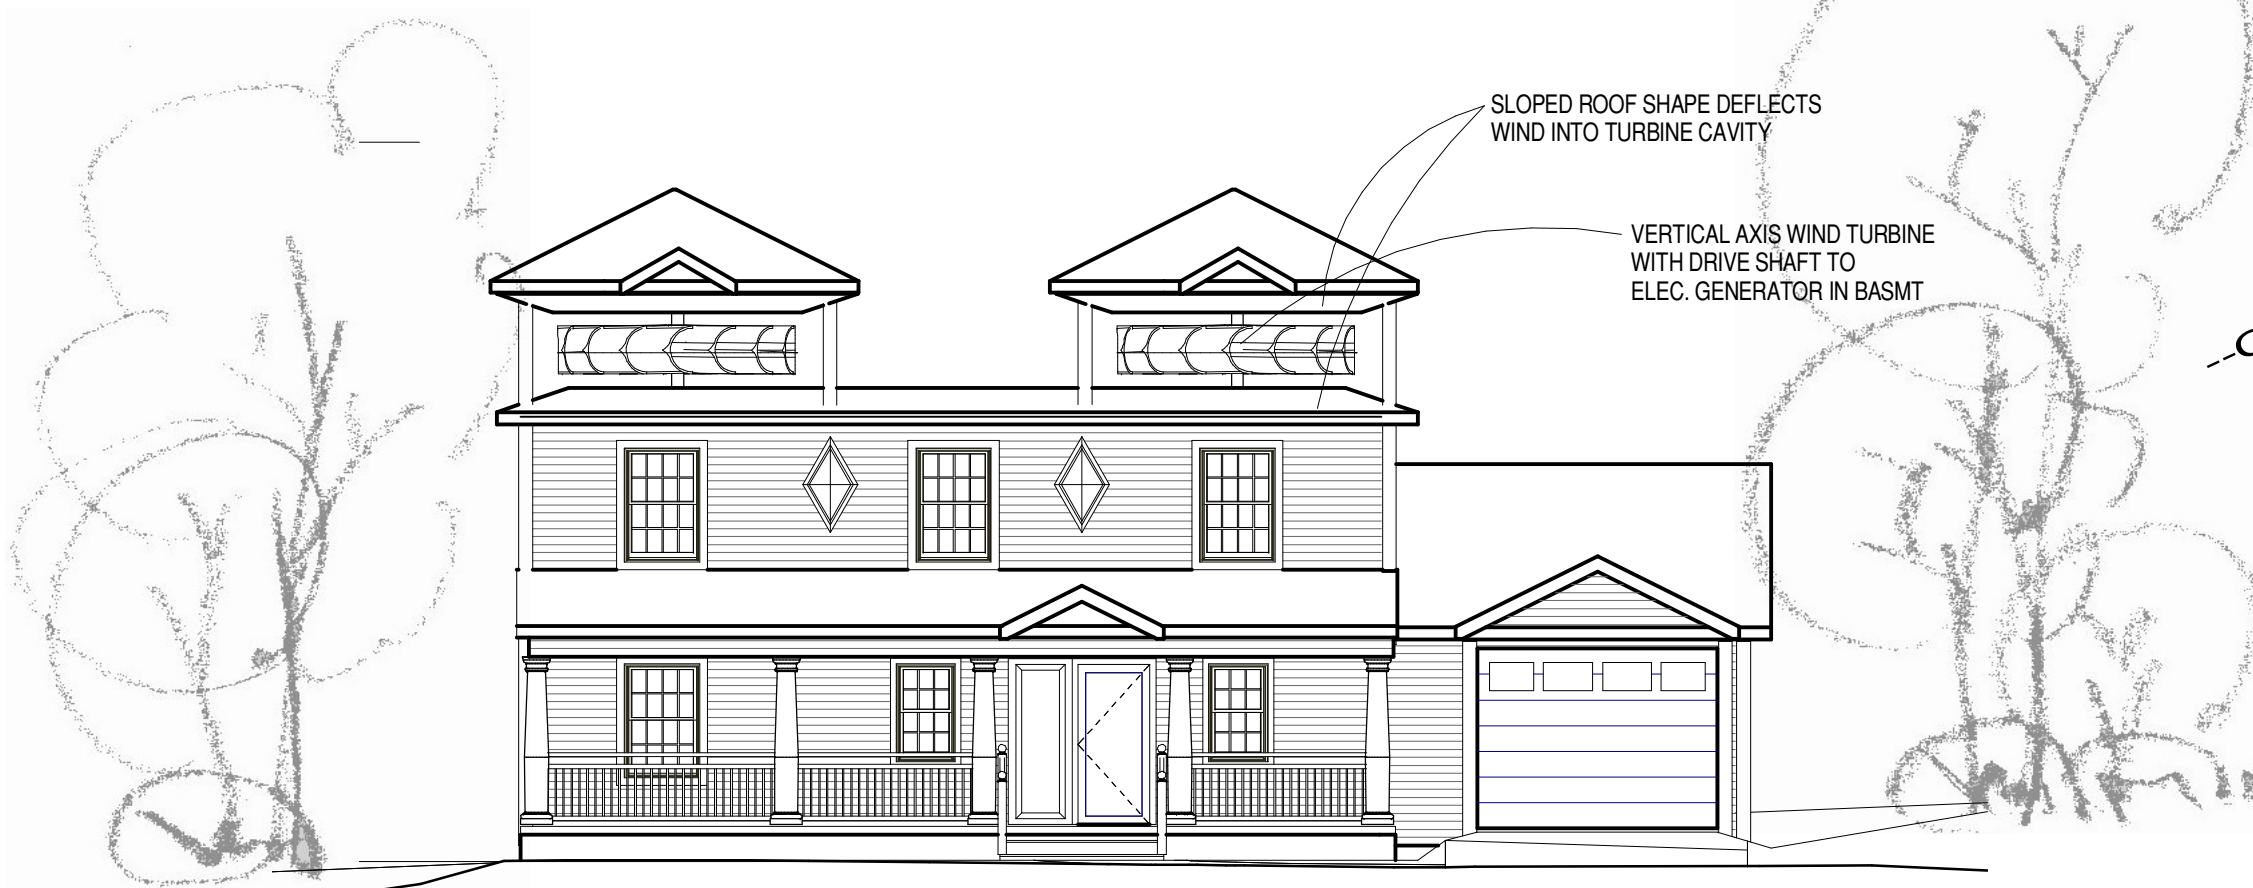 SLOPED ROOF SHAPE DEFLECTS
WIND INTO TURBINE CAVITY
VERTICAL AXIS WIND TURBINE
WITH DRIVE SHAFT TO
ELEC. GENERATOR IN BASMT